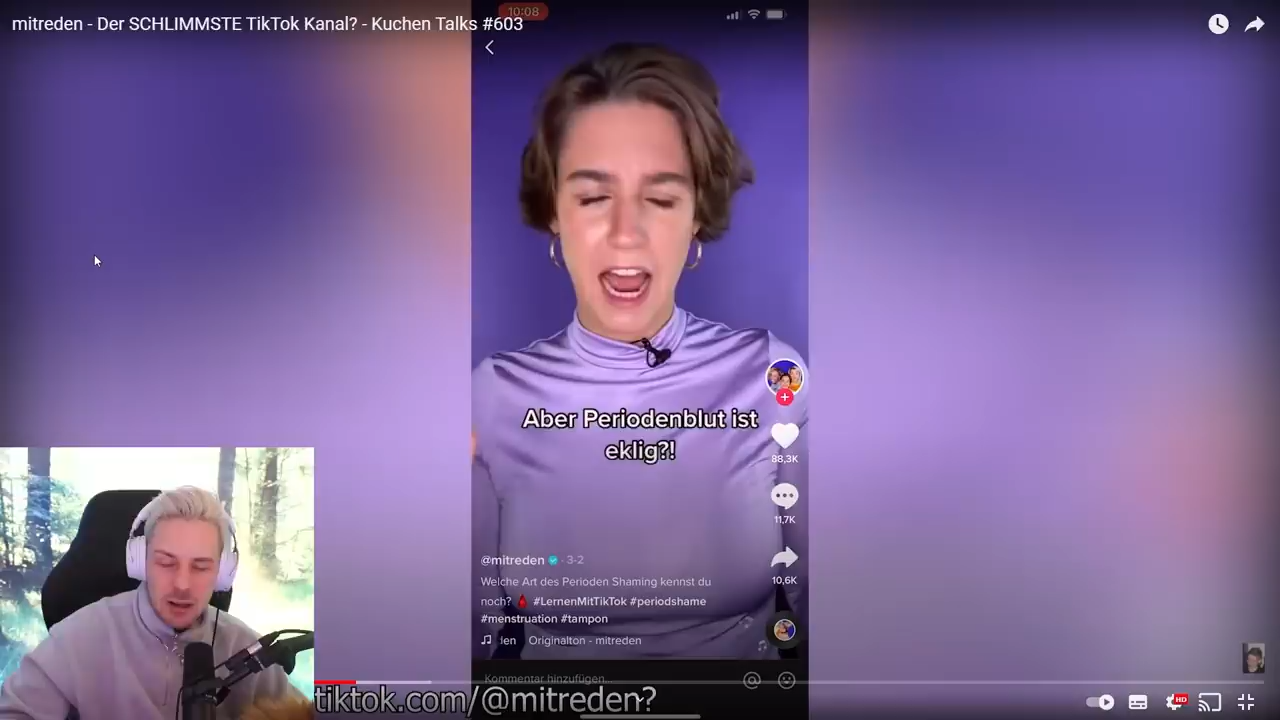 mitreden - Der SCHLIMMSTE TikTok Kanal? - Kuchen Talks #603
10:08
Aber Periodenblut ist
eklig?!
88,3K
11,7K
10,6K
@mitreden · 3-2
Welche Art des Perioden Shaming kennst du
noch? #LernenMitTikTok #periodshame
#menstruation #tampon
den Originalton - mitreden
Kommentar hinzufügen...
tiktok.com/@mitreden?
HD